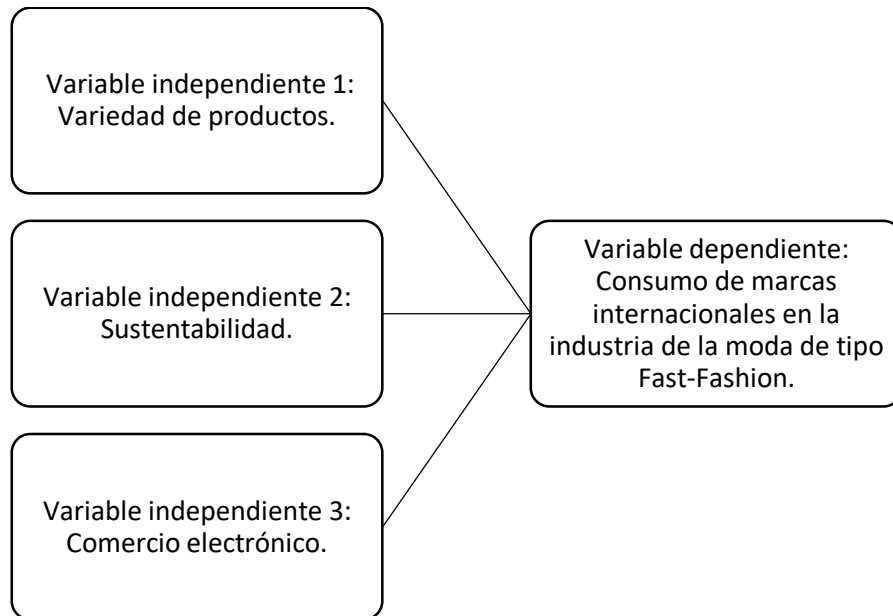 Variable independiente 1:
Variedad de productos.
Variable independiente 2:
Sustentabilidad.
Variable independiente 3:
Comercio electrónico.
Variable dependiente:
Consumo de marcas
internacionales en la
industria de la moda de tipo
Fast-Fashion.